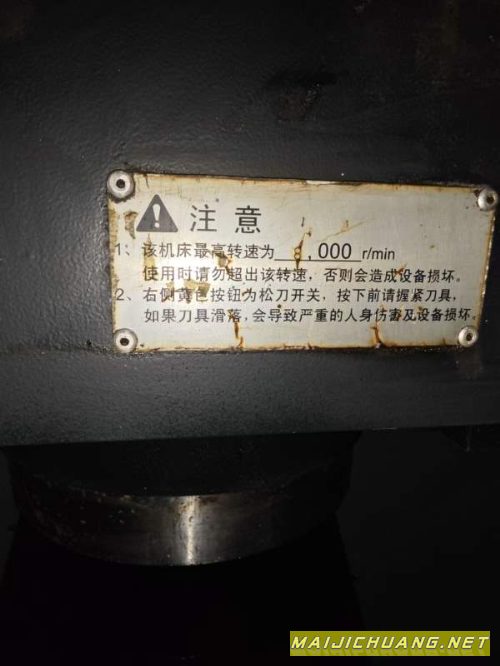 注意
1、该机床最高转速为 8,000 r/min
使用时请勿超出该转速，否则会造成设备损坏。
2、右侧黄色按钮为松刀开关，按下前请握紧刀具，
如果刀具滑落，会导致严重的人身伤害及设备损坏。
MAIJICHUANG.NET